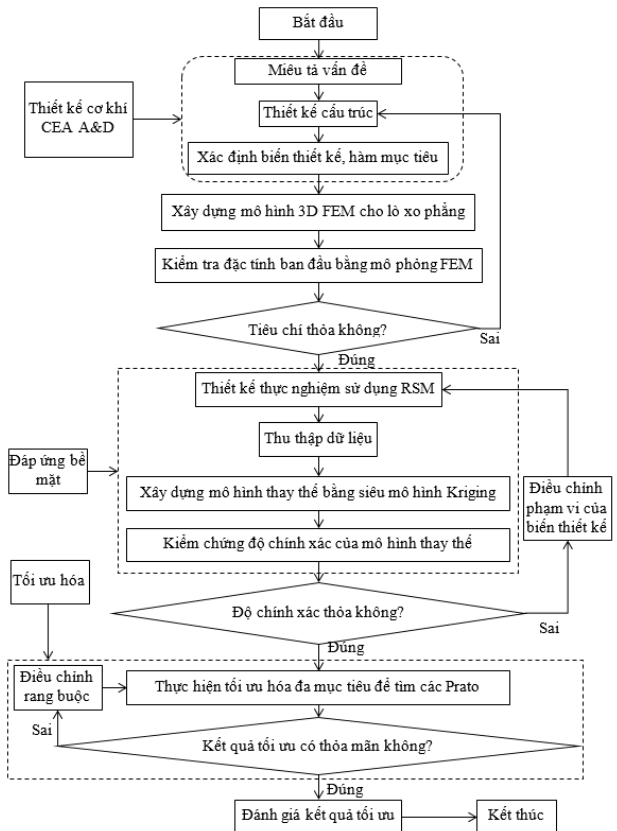 Bắt đầu
Miêu tả vấn đề
Thiết kế cơ khí
CEA A&D
Thiết kế cấu trúc
Xác định biến thiết kế, hàm mục tiêu
Xây dựng mô hình 3D FEM cho lò xo phẳng
Kiểm tra đặc tính ban đầu bằng mô phỏng FEM
Tiêu chí thỏa không?
Sai
Đúng
Thiết kế thực nghiệm sử dụng RSM
Thu thập dữ liệu
Đáp ứng bề
mặt
Xây dựng mô hình thay thế bằng siêu mô hình Kriging
Điều chỉnh
phạm vi của
biến thiết kế
Kiểm chứng độ chính xác của mô hình thay thế
Tối ưu hóa
Độ chính xác thỏa không?
Sai
Đúng
Điều chỉnh
rang buộc
Thực hiện tối ưu hóa đa mục tiêu để tìm các Prato
Sai
Kết quả tối ưu có thỏa mãn không?
Đúng
Đánh giá kết quả tối ưu
Kết thúc